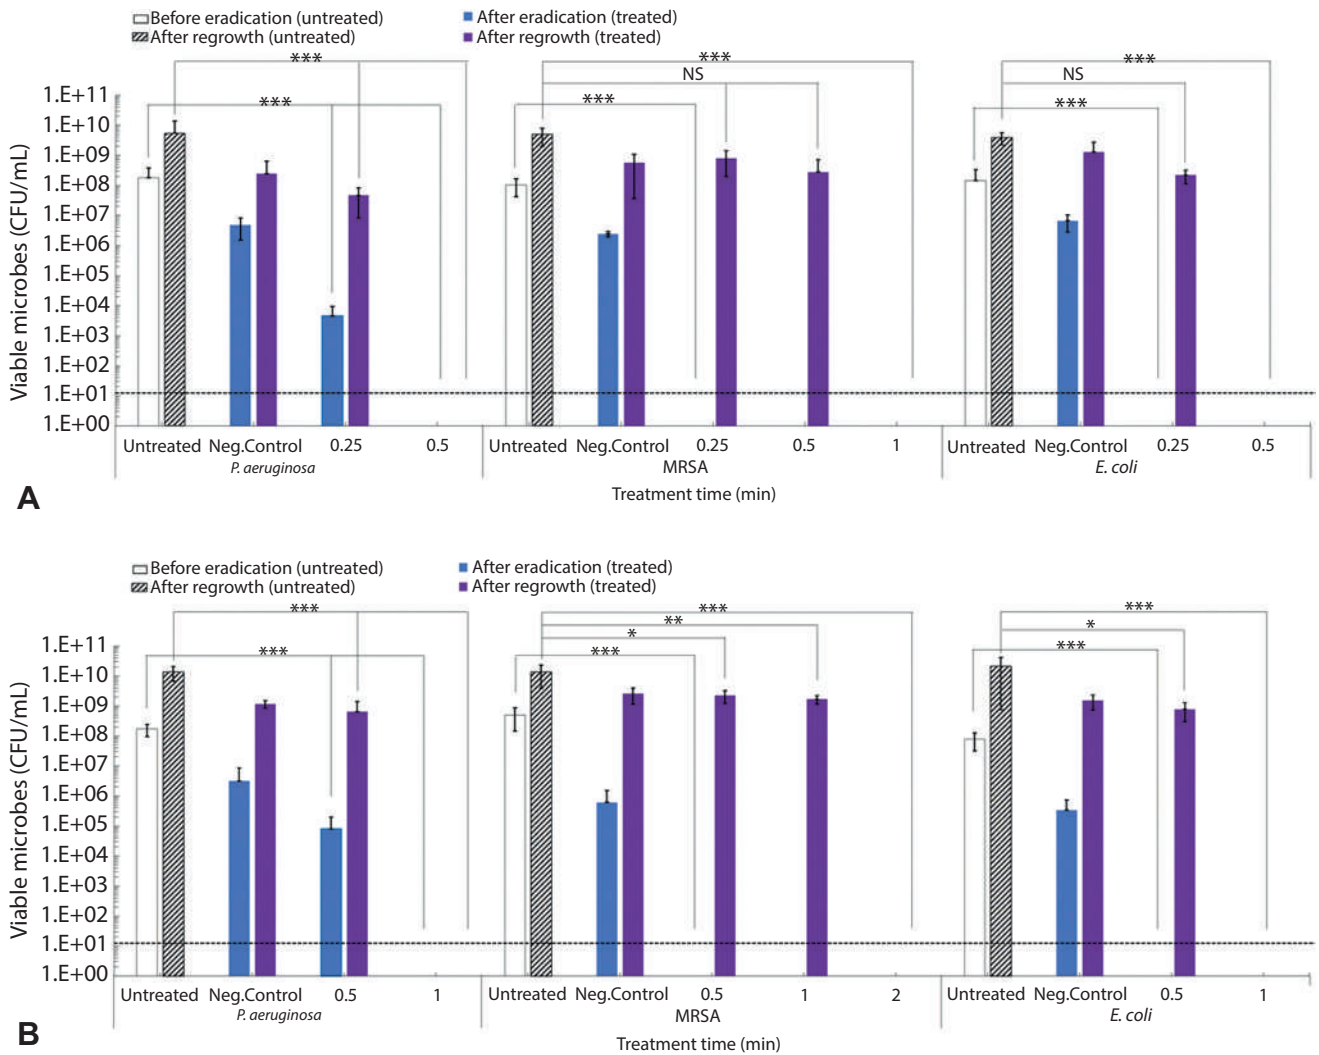 Before eradication (untreated) After eradication (treated)
After regrowth (untreated) After regrowth (treated)
*** *** ***
NS NS
*** *** ***
1.E+11
1.E+10
1.E+09
1.E+08
1.E+07
1.E+06
1.E+05
1.E+04
1.E+03
1.E+02
1.E+01
1.E+00
Viable microbes (CFU/mL)
Untreated Neg.Control 0.25 0.5 Untreated Neg.Control 0.25 0.5 1 Untreated Neg.Control 0.25 0.5
P. aeruginosa MRSA E. coli
Treatment time (min)
A
Before eradication (untreated) After eradication (treated)
After regrowth (untreated) After regrowth (treated)
*** *** ***
** *
*
*** *** ***
1.E+11
1.E+10
1.E+09
1.E+08
1.E+07
1.E+06
1.E+05
1.E+04
1.E+03
1.E+02
1.E+01
1.E+00
Viable microbes (CFU/mL)
Untreated Neg.Control 0.5 1 Untreated Neg.Control 0.5 1 2 Untreated Neg.Control 0.5 1
P. aeruginosa MRSA E. coli
Treatment time (min)
B